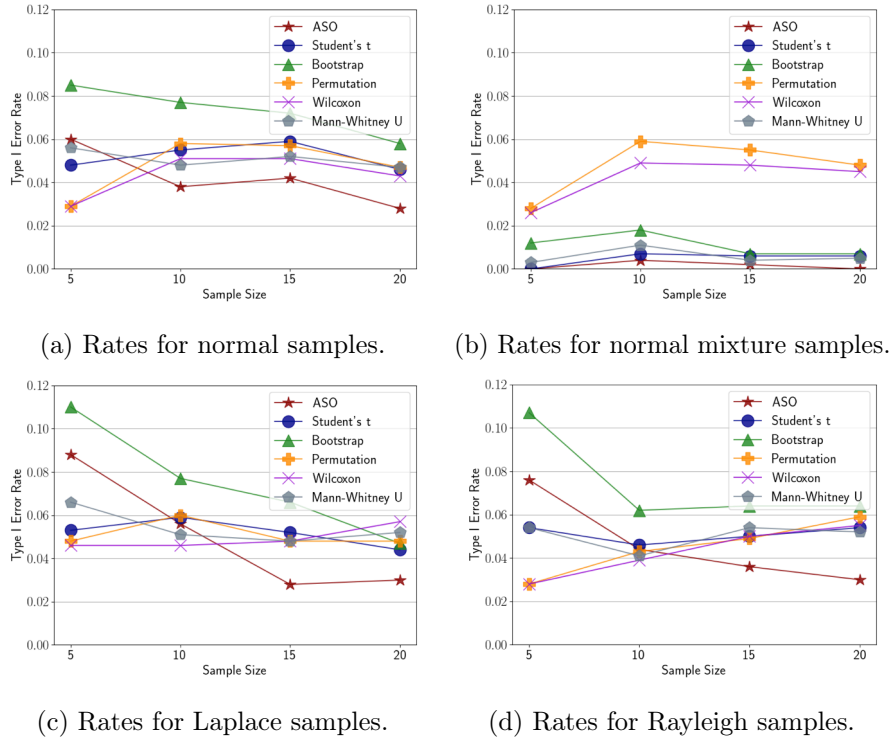 0.12
0.10
0.08
0.06
0.04
0.02
0.00
Type I Error Rate
5 10 15 20
Sample Size
ASO
Student's t
Bootstrap
Permutation
Wilcoxon
Mann-Whitney U
(a) Rates for normal samples.
0.12
0.10
0.08
0.06
0.04
0.02
0.00
Type I Error Rate
5 10 15 20
Sample Size
ASO
Student's t
Bootstrap
Permutation
Wilcoxon
Mann-Whitney U
(b) Rates for normal mixture samples.
0.12
0.10
0.08
0.06
0.04
0.02
0.00
Type I Error Rate
5 10 15 20
Sample Size
ASO
Student's t
Bootstrap
Permutation
Wilcoxon
Mann-Whitney U
(c) Rates for Laplace samples.
0.12
0.10
0.08
0.06
0.04
0.02
0.00
Type I Error Rate
5 10 15 20
Sample Size
ASO
Student's t
Bootstrap
Permutation
Wilcoxon
Mann-Whitney U
(d) Rates for Rayleigh samples.